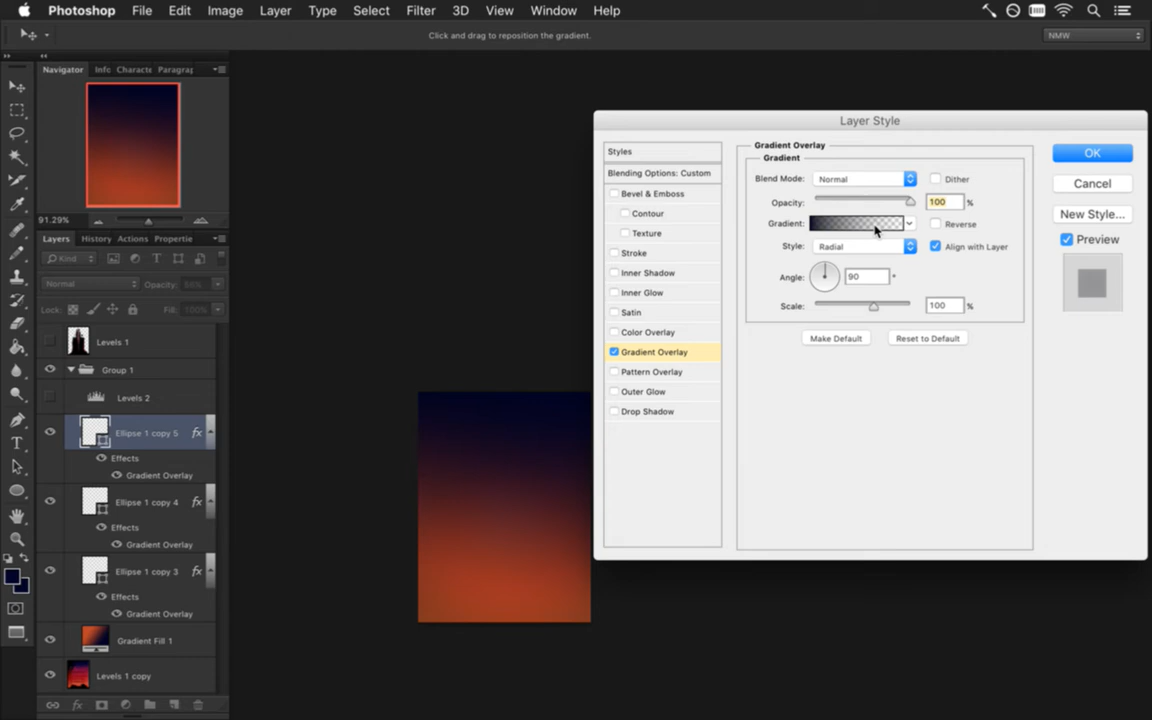 Photoshop File Edit Image Layer Type Select Filter 3D View Window Help
Click and drag to reposition the gradient.
NMW
Navigator Info Characte Paragrap
91.29%
Layers History Actions Propertie
Kind
Normal Opacity:
Lock: Fill: 100%
Levels 1
Group 1
Levels 2
Ellipse 1 copy 5 fx
Effects
Gradient Overlay
Ellipse 1 copy 4 fx
Effects
Gradient Overlay
Ellipse 1 copy 3 fx
Effects
Gradient Overlay
Gradient Fill 1
Levels 1 copy
fx
Layer Style
Styles
Blending Options: Custom
Bevel & Emboss
Contour
Texture
Stroke
Inner Shadow
Inner Glow
Satin
Color Overlay
Gradient Overlay
Pattern Overlay
Outer Glow
Drop Shadow
Gradient Overlay
Gradient
Blend Mode: Normal Dither
Opacity: 100 %
Gradient: Reverse
Style: Radial Align with Layer
Angle: 90 °
Scale: 100 %
Make Default Reset to Default
OK
Cancel
New Style...
Preview